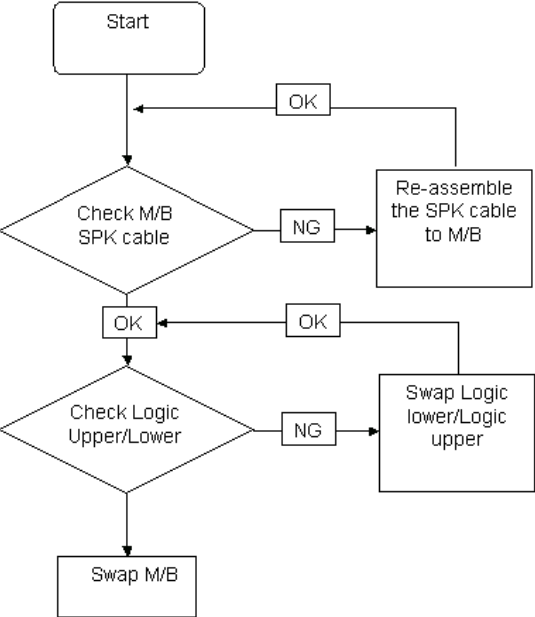 Start
OK
Check M/B
SPK cable
NG
Re-assemble
the SPK cable
to M/B
OK
OK
Check Logic
Upper/Lower
NG
Swap Logic
lower/Logic
upper
Swap M/B